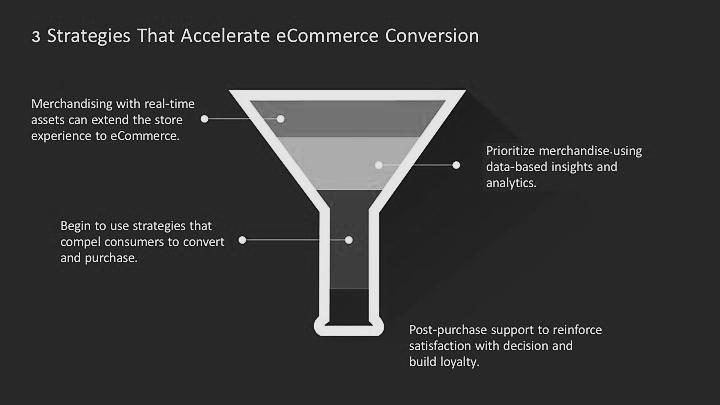 3 Strategies That Accelerate eCommerce Conversion
Merchandising with real-time
assets can extend the store
experience to eCommerce.
Prioritize merchandise using
data-based insights and
analytics.
Begin to use strategies that
compel consumers to convert
and purchase.
Post-purchase support to reinforce
satisfaction with decision and
build loyalty.